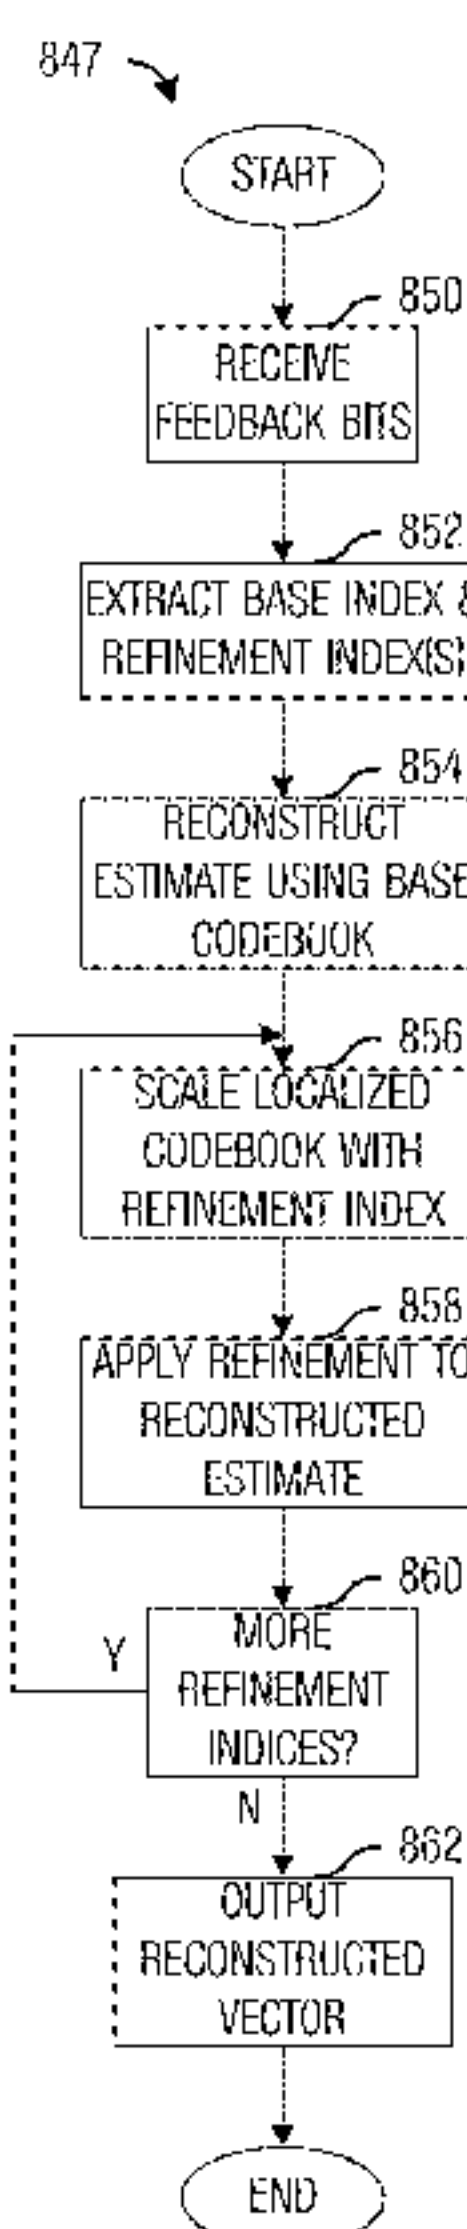 847
START
850
RECEIVE
FEEDBACK BITS
852
EXTRACT BASE INDEX &
REFINEMENT INDEX(S)
854
RECONSTRUCT
ESTIMATE USING BASE
CODEBOOK
856
SCALE LOCALIZED
CODEBOOK WITH
REFINEMENT INDEX
858
APPLY REFINEMENT TO
RECONSTRUCTED
ESTIMATE
860
MORE
REFINEMENT
INDICES?
Y
N
862
OUTPUT
RECONSTRUCTED
VECTOR
END